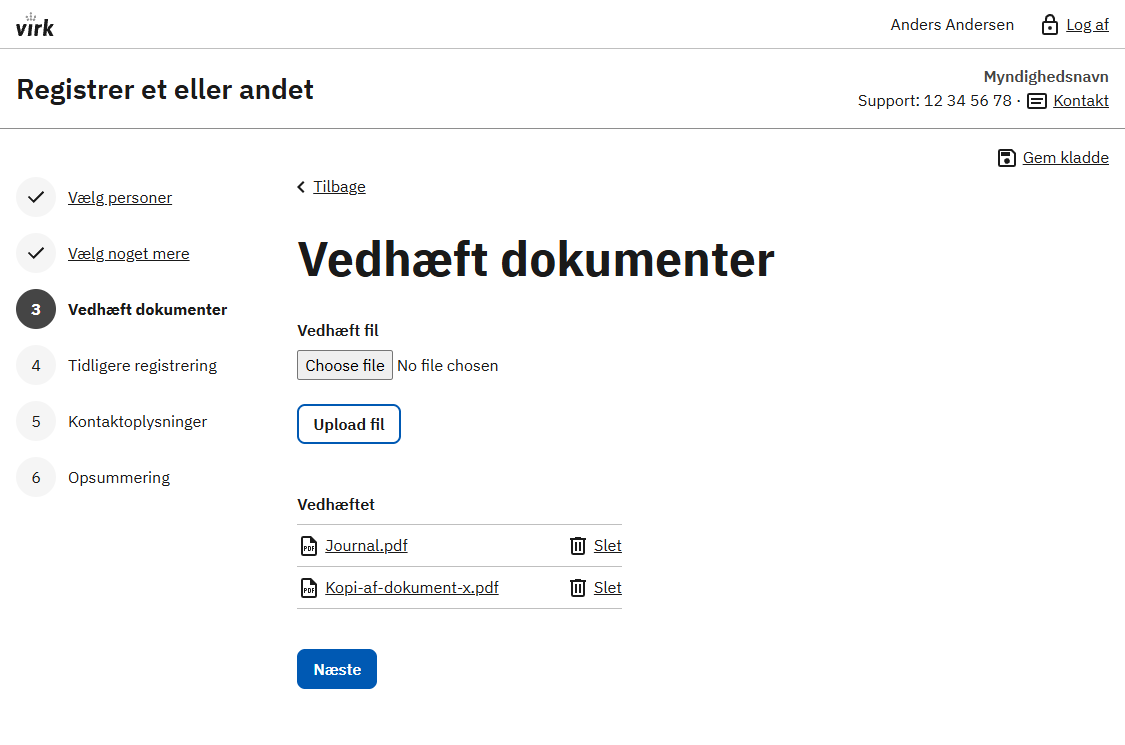 virk
Anders Andersen
Log af
Registrer et eller andet
Myndighedsnavn
Support: 12 34 56 78 · Kontakt
Gem kladde
Vælg personer
Vælg noget mere
3 Vedhæft dokumenter
4 Tidligere registrering
5 Kontaktoplysninger
6 Opsummering
Tilbage
Vedhæft dokumenter
Vedhæft fil
Choose file No file chosen
Upload fil
Vedhæftet
PDF Journal.pdf Slet
PDF Kopi-af-dokument-x.pdf Slet
Næste